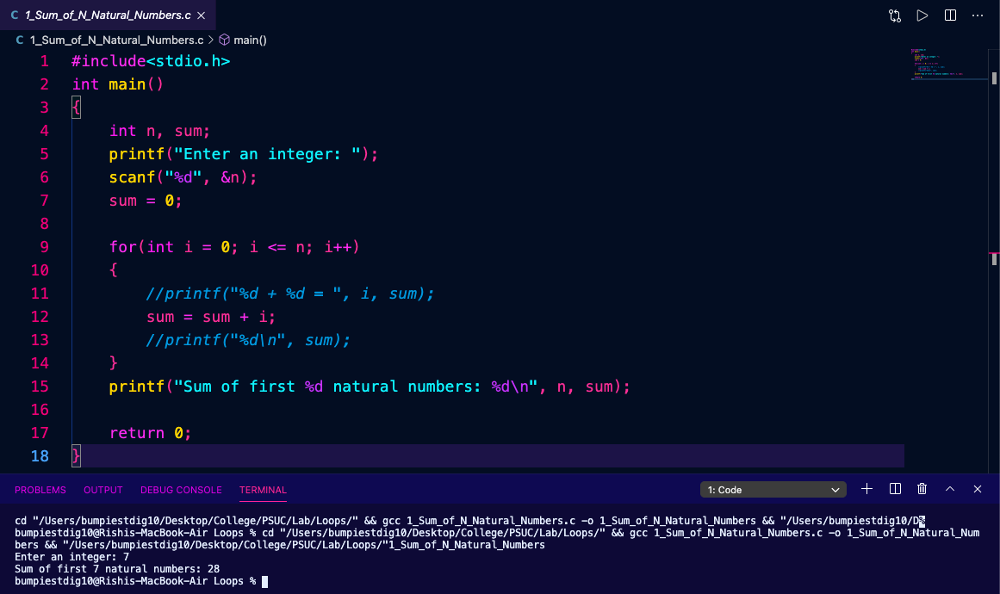 C 1_Sum_of_N_Natural_Numbers.c ×
C 1_Sum_of_N_Natural_Numbers.c > main()
1 #include<stdio.h>
2 int main()
3 {
4     int n, sum;
5     printf("Enter an integer: ");
6     scanf("%d", &n);
7     sum = 0;
8
9     for(int i = 0; i <= n; i++)
10     {
11         //printf("%d + %d = ", i, sum);
12         sum = sum + i;
13         //printf("%d\n", sum);
14     }
15     printf("Sum of first %d natural numbers: %d\n", n, sum);
16
17     return 0;
18 }
PROBLEMS OUTPUT DEBUG CONSOLE TERMINAL 1: Code
cd "/Users/bumpiestdig10/Desktop/College/PSUC/Lab/Loops/" && gcc 1_Sum_of_N_Natural_Numbers.c -o 1_Sum_of_N_Natural_Numbers && "/Users/bumpiestdig10/D%
bumpiestdig10@Rishis-MacBook-Air Loops % cd "/Users/bumpiestdig10/Desktop/College/PSUC/Lab/Loops/" && gcc 1_Sum_of_N_Natural_Numbers.c -o 1_Sum_of_N_Natural_Num
bers && "/Users/bumpiestdig10/Desktop/College/PSUC/Lab/Loops/"1_Sum_of_N_Natural_Numbers
Enter an integer: 7
Sum of first 7 natural numbers: 28
bumpiestdig10@Rishis-MacBook-Air Loops %